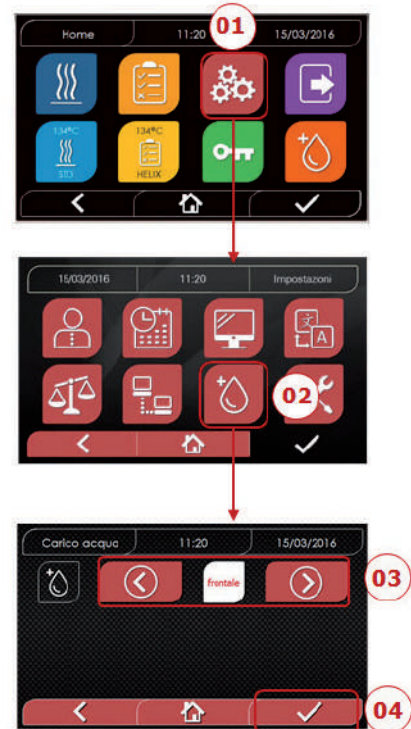 Home 11:20 15/03/2016
01
134°C 134°C
STD HELIX
15/03/2016 11:20 Impostazoni
文 A
02
Carico acqua 11:20 15/03/2016
frontale
03
04